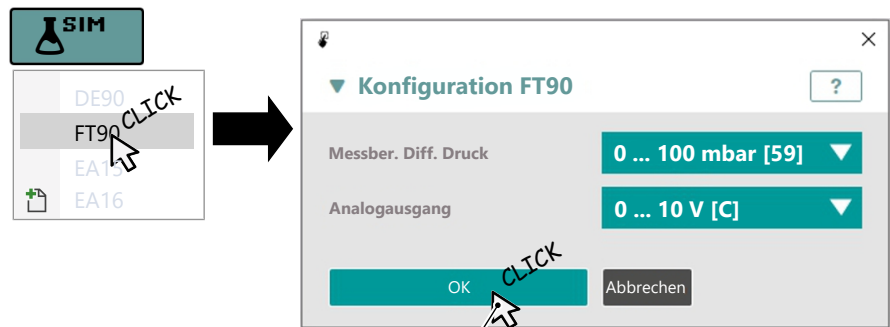 SIM
DE90
FT90
CLICK
EA15
EA16
Konfiguration FT90
?
Messber. Diff. Druck
0 ... 100 mbar [59]
Analogausgang
0 ... 10 V [C]
OK
CLICK
Abbrechen